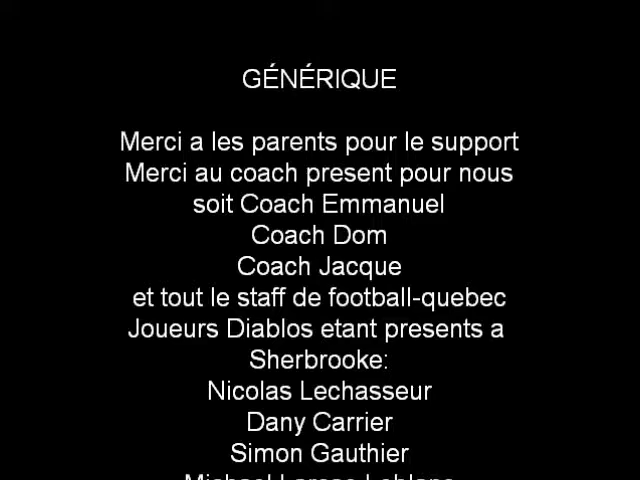 GÉNÉRIQUE
Merci a les parents pour le support
Merci au coach present pour nous
soit Coach Emmanuel
Coach Dom
Coach Jacque
et tout le staff de football-quebec
Joueurs Diablos etant presents a
Sherbrooke:
Nicolas Lechasseur
Dany Carrier
Simon Gauthier